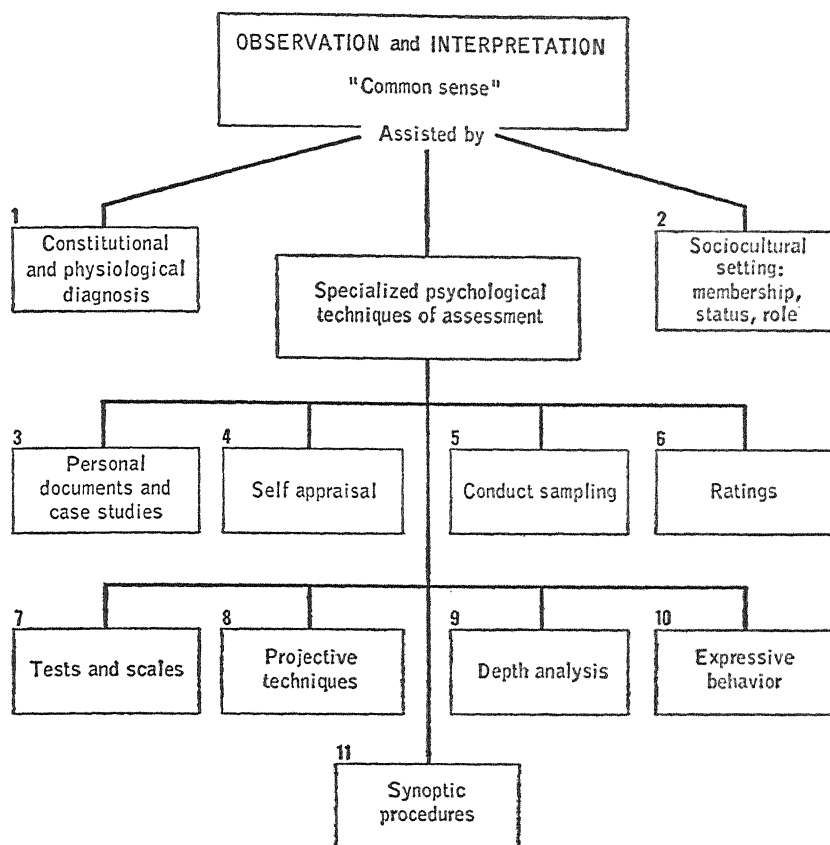 OBSERVATION and INTERPRETATION
"Common sense"
Assisted by
1
Constitutional
and physiological
diagnosis
2
Sociocultural
setting:
membership,
status, role
Specialized psychological
techniques of assessment
3
Personal
documents and
case studies
4
Self appraisal
5
Conduct sampling
6
Ratings
7
Tests and scales
8
Projective
techniques
9
Depth analysis
10
Expressive
behavior
11
Synoptic
procedures